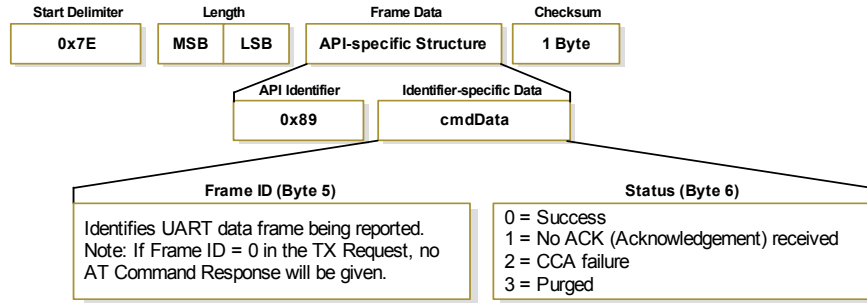 Start Delimiter Length Frame Data Checksum
0x7E MSB LSB API-specific Structure 1 Byte
API Identifier Identifier-specific Data
0x89 cmdData
Frame ID (Byte 5)
Identifies UART data frame being reported.
Note: If Frame ID = 0 in the TX Request, no
AT Command Response will be given.
Status (Byte 6)
0 = Success
1 = No ACK (Acknowledgement) received
2 = CCA failure
3 = Purged